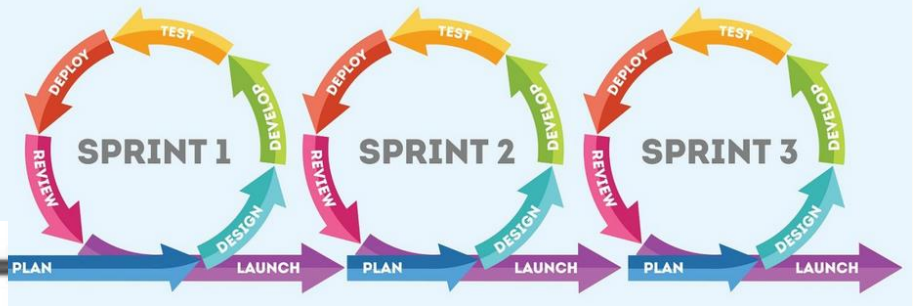 TEST
DEPLOY
DEVELOP
SPRINT 1
REVIEW
DESIGN
PLAN
LAUNCH
TEST
DEPLOY
DEVELOP
SPRINT 2
REVIEW
DESIGN
PLAN
LAUNCH
TEST
DEPLOY
DEVELOP
SPRINT 3
REVIEW
DESIGN
PLAN
LAUNCH